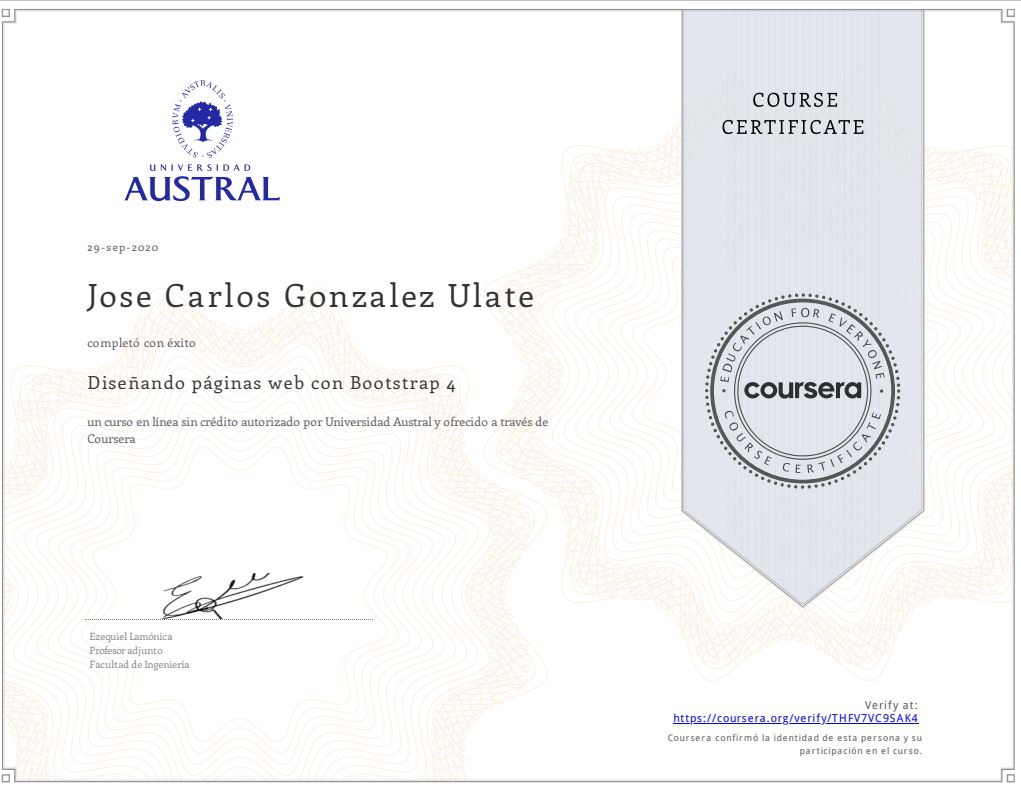 STVDIORVM · AVSTRALIS · VNIVERSITAS ·
UNIVERSIDAD
AUSTRAL
COURSE
CERTIFICATE
29-sep-2020
Jose Carlos Gonzalez Ulate
completó con éxito
Diseñando páginas web con Bootstrap 4
un curso en línea sin crédito autorizado por Universidad Austral y ofrecido a través de
Coursera
EDUCATION FOR EVERYONE
coursera
COURSE CERTIFICATE
Ezequiel Lamónica
Profesor adjunto
Facultad de Ingeniería
Verify at:
https://coursera.org/verify/THFV7VC9SAK4
Coursera confirmó la identidad de esta persona y su
participación en el curso.